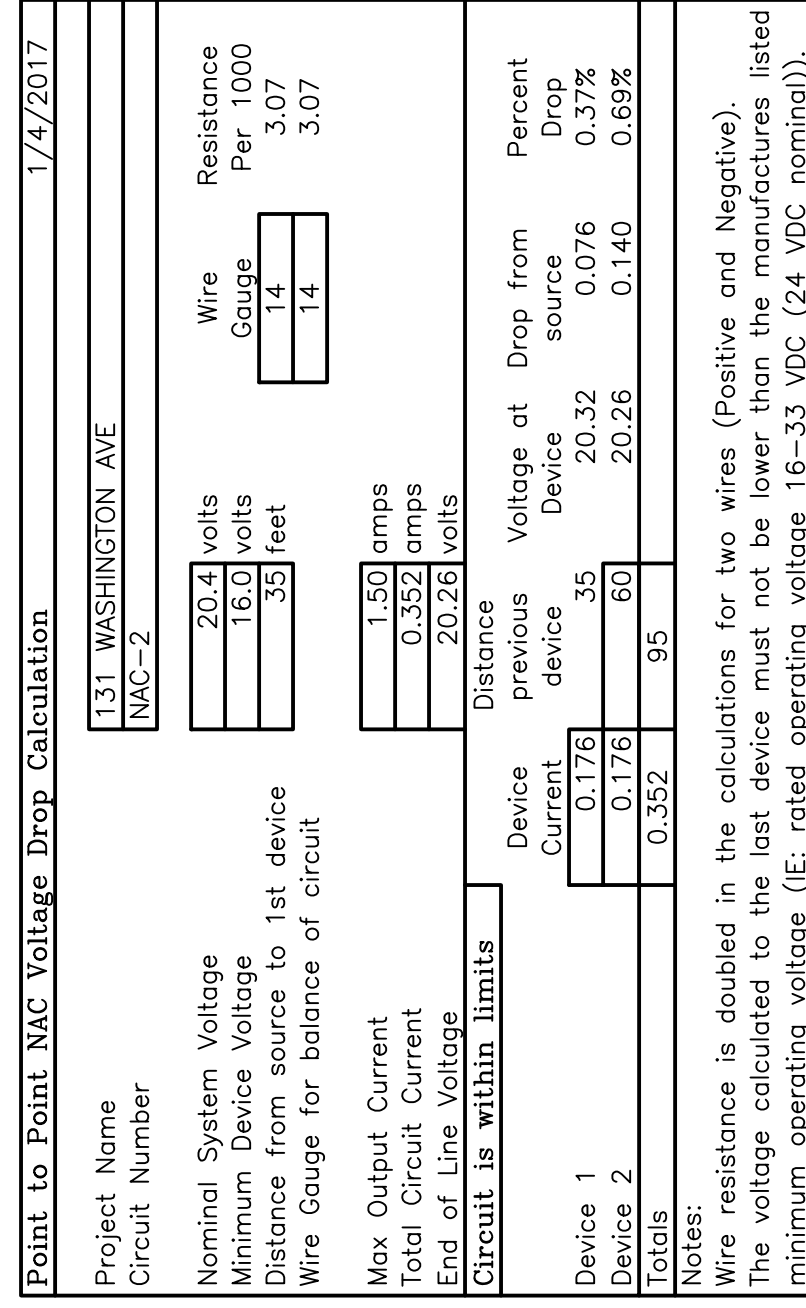 Point to Point NAC Voltage Drop Calculation 1/4/2017
Project Name 131 WASHINGTON AVE
Circuit Number NAC-2
Wire Resistance
Nominal System Voltage 20.4 volts Gauge Per 1000
Minimum Device Voltage 16.0 volts
Distance from source to 1st device 35 feet 14 3.07
Wire Gauge for balance of circuit 14 3.07
Max Output Current 1.50 amps
Total Circuit Current 0.352 amps
End of Line Voltage 20.26 volts
Circuit is within limits Distance
Device previous Voltage at Drop from Percent
Current device Device source Drop
Device 1 0.176 35 20.32 0.076 0.37%
Device 2 0.176 60 20.26 0.140 0.69%
Totals 0.352 95
Notes:
Wire resistance is doubled in the calculations for two wires (Positive and Negative).
The voltage calculated to the last device must not be lower than the manufactures listed
minimum operating voltage (IE: rated operating voltage 16-33 VDC (24 VDC nominal)).